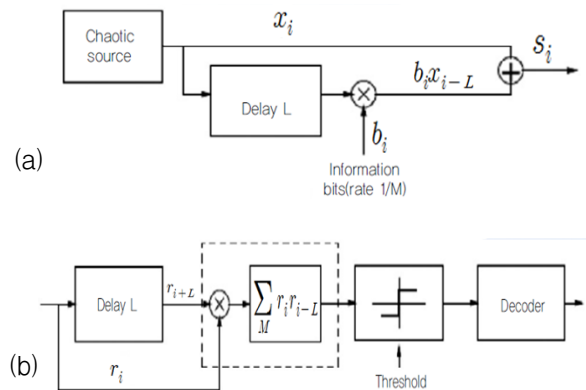 x_i
Chaotic
source
s_i
b_i x_{i-L}
Delay L
b_i
Information
bits(rate 1/M)
(a)
Delay L
r_{i+L}
\sum_M r_i r_{i-L}
Decoder
(b)
r_i
Threshold